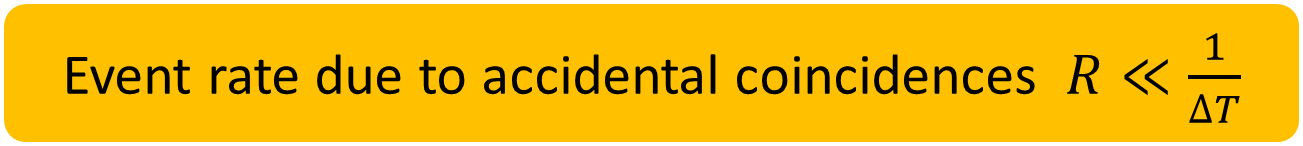 Event rate due to accidental coincidences R ≪ 1/ΔT